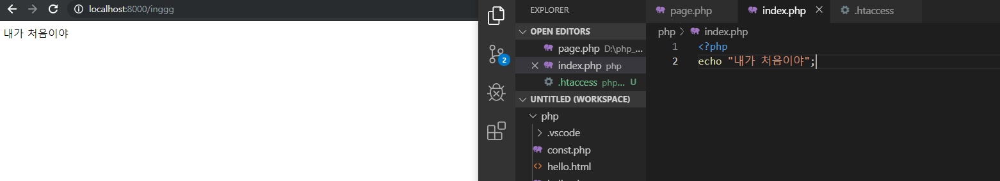 localhost:8000/inggg
내가 처음이야
2
EXPLORER
OPEN EDITORS
page.php D:\php_...
index.php php
.htaccess php... U
UNTITLED (WORKSPACE)
php
.vscode
const.php
hello.html
page.php
index.php
.htaccess
php > index.php
1 <?php
2 echo "내가 처음이야";